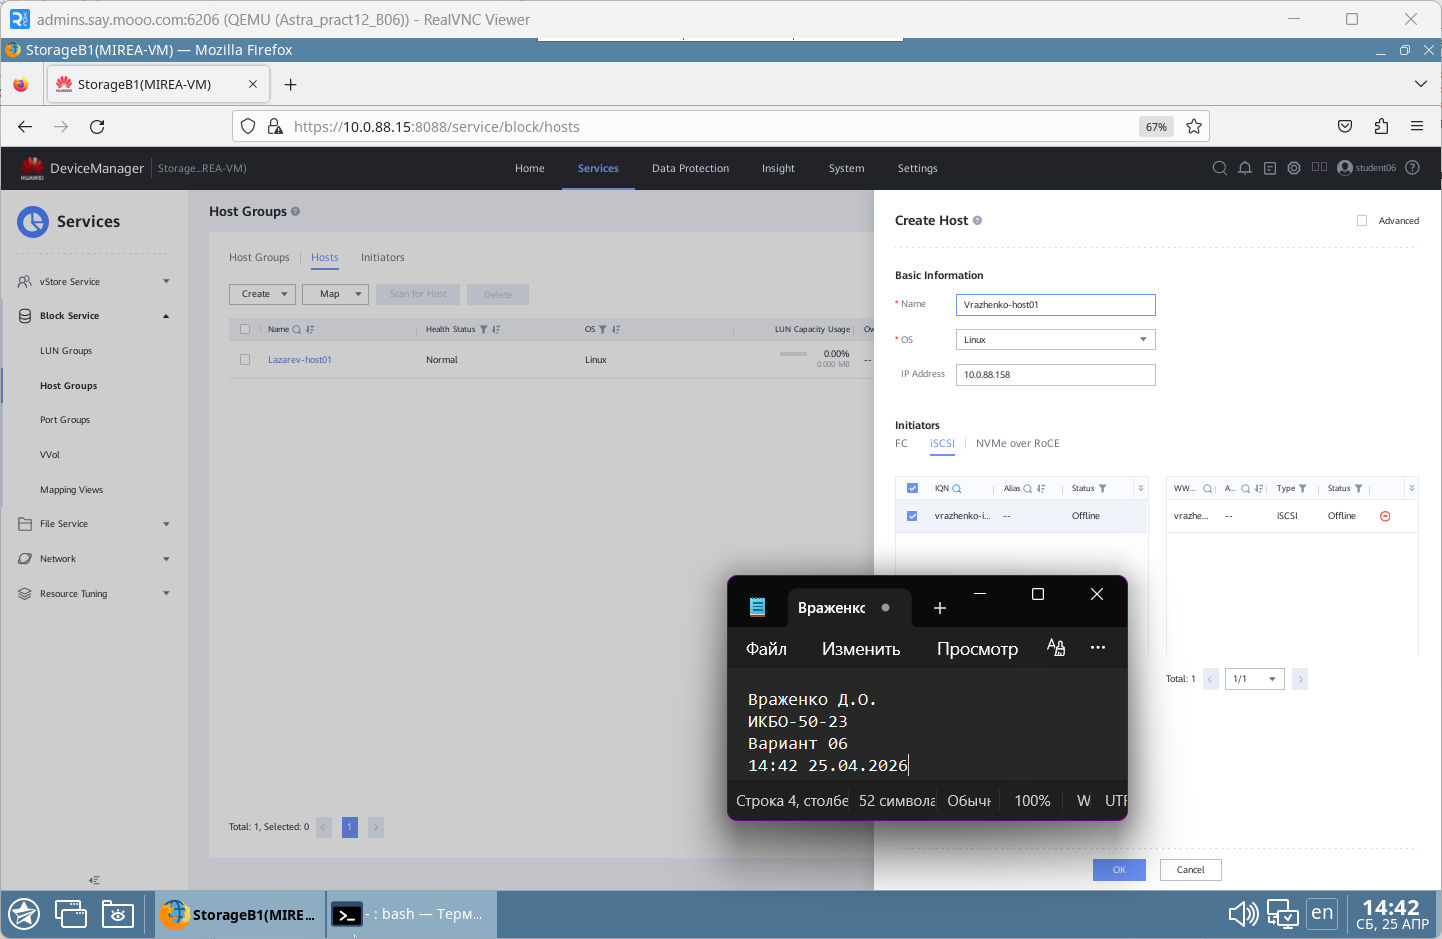 admins.say.mooo.com:6206 (QEMU (Astra_pract12_B06)) - RealVNC Viewer
StorageB1(MIREA-VM) — Mozilla Firefox
StorageB1(MIREA-VM)
https://10.0.88.15:8088/service/block/hosts
67%
HUAWEI
DeviceManager
Storage...REA-VM)
Home
Services
Data Protection
Insight
System
Settings
student06
Services
vStore Service
Block Service
LUN Groups
Host Groups
Port Groups
VVol
Mapping Views
File Service
Network
Resource Tuning
Host Groups
Host Groups
Hosts
Initiators
Create
Map
Scan for Host
Delete
Name
Health Status
OS
LUN Capacity Usage
Ow
Lazarev-host01
Normal
Linux
0.00%
0.000 MB
--
Total: 1, Selected: 0
1
Create Host
Advanced
Basic Information
* Name
Vrazhenko-host01
* OS
Linux
IP Address
10.0.88.158
Initiators
FC
iSCSI
NVMe over RoCE
IQN
Alias
Status
vrazhenko-i...
--
Offline
WW...
A...
Type
Status
vrazhe...
--
iSCSI
Offline
Total: 1
1/1
OK
Cancel
Враженкс
Файл
Изменить
Просмотр
Враженко Д.О.
ИКБО-50-23
Вариант 06
14:42 25.04.2026
Строка 4, столбе
52 символа
Обычн
100%
W
UTF
StorageB1(MIRE...
- : bash — Терм...
en
14:42
СБ, 25 АПР